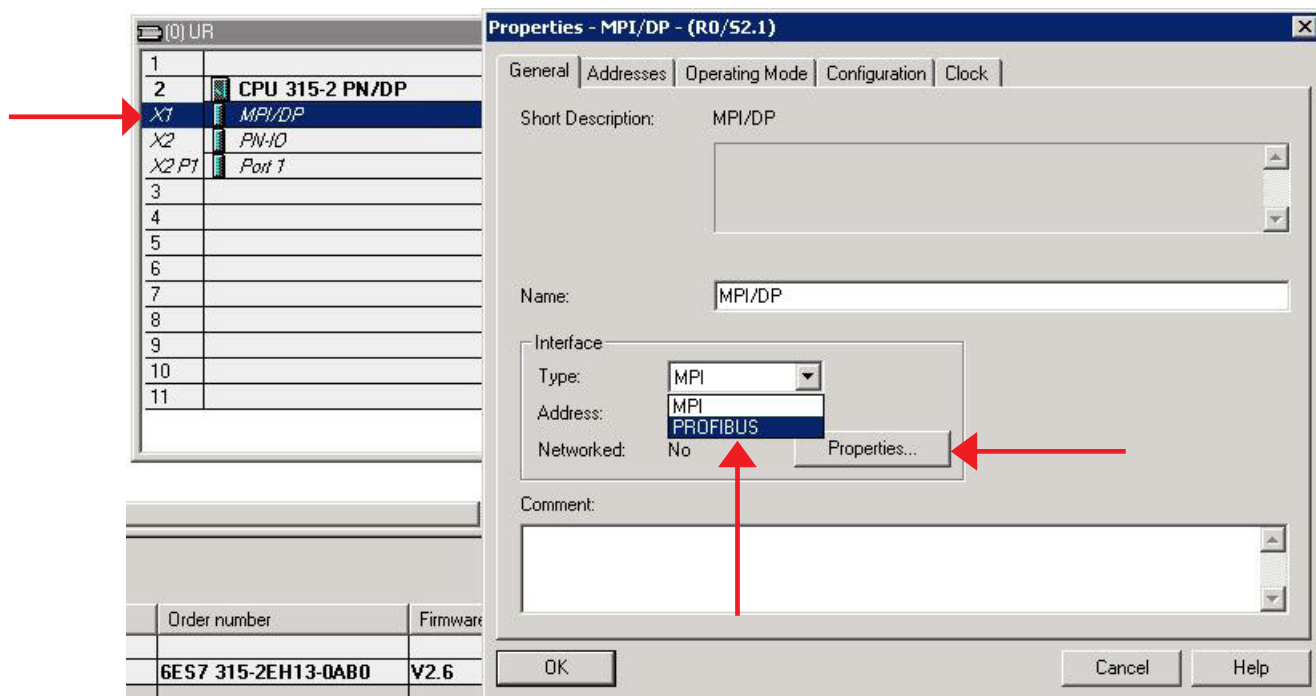 (0) UR
1
2 CPU 315-2 PN/DP
X1 MPI/DP
X2 PN-IO
X2 P1 Port 1
3
4
5
6
7
8
9
10
11
Order number Firmware
6ES7 315-2EH13-0AB0 V2.6
Properties - MPI/DP - (R0/S2.1)
General Addresses Operating Mode Configuration Clock
Short Description: MPI/DP
Name: MPI/DP
Interface
Type: MPI
MPI
Address:
PROFIBUS
Networked: No Properties...
Comment:
OK Cancel Help